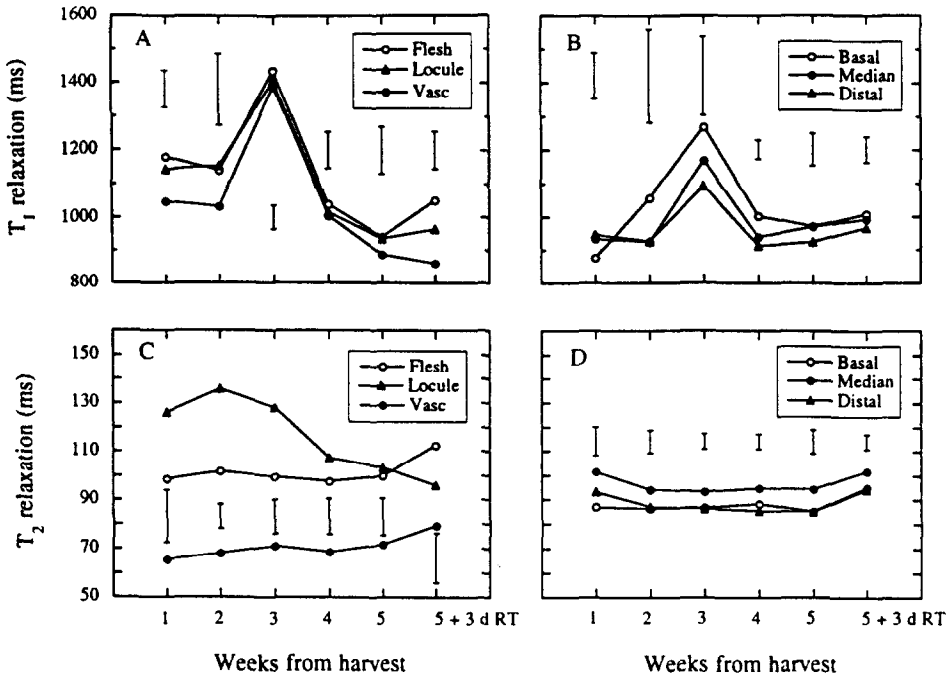 1600
1400
1200
1000
800
T1 relaxation (ms)
A
Flesh
Locule
Vasc
B
Basal
Median
Distal
150
130
110
90
70
50
T2 relaxation (ms)
C
Flesh
Locule
Vasc
D
Basal
Median
Distal
1 2 3 4 5 5 + 3 d RT
1 2 3 4 5 5 + 3 d RT
Weeks from harvest
Weeks from harvest